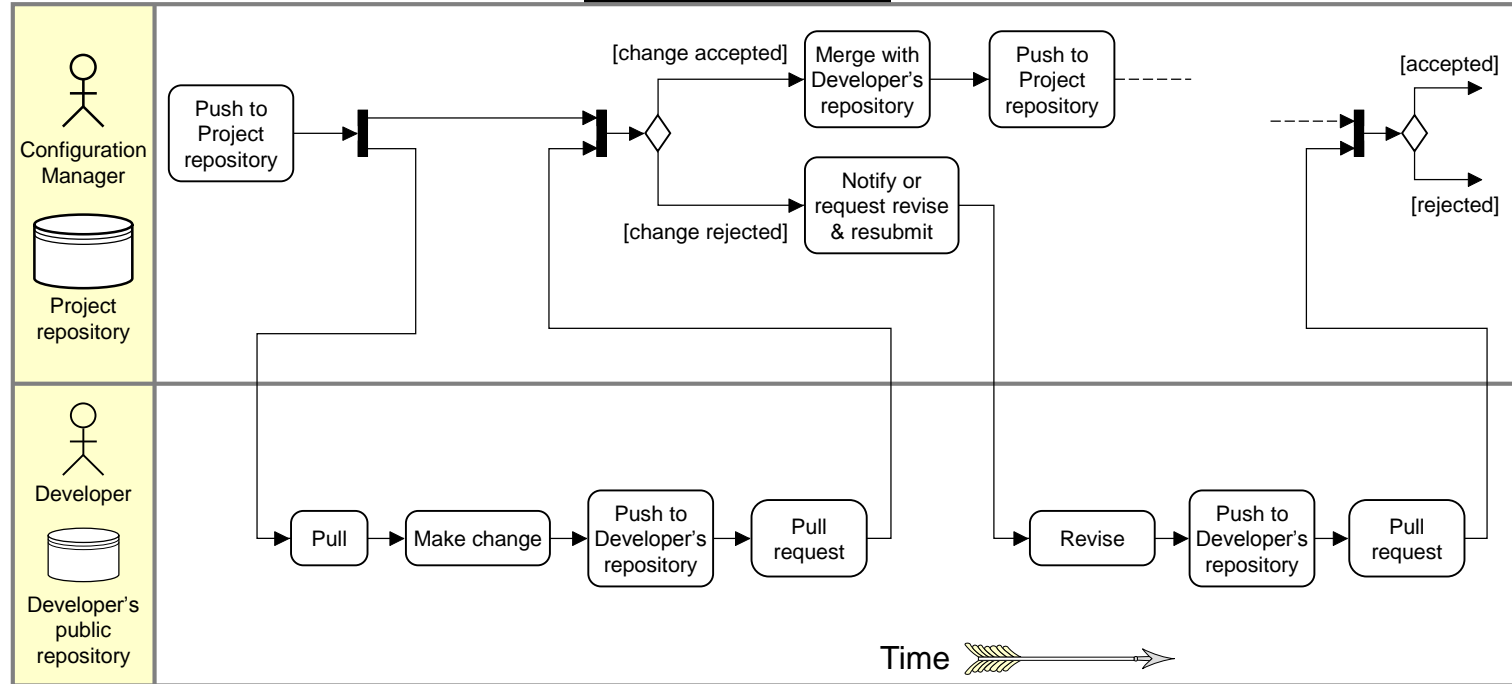 Configuration
Manager
Project
repository
Push to
Project
repository
[change accepted]
Merge with
Developer's
repository
Push to
Project
repository
[change rejected]
Notify or
request revise
& resubmit
[accepted]
[rejected]
Developer
Developer's
public
repository
Pull
Make change
Push to
Developer's
repository
Pull
request
Revise
Push to
Developer's
repository
Pull
request
Time